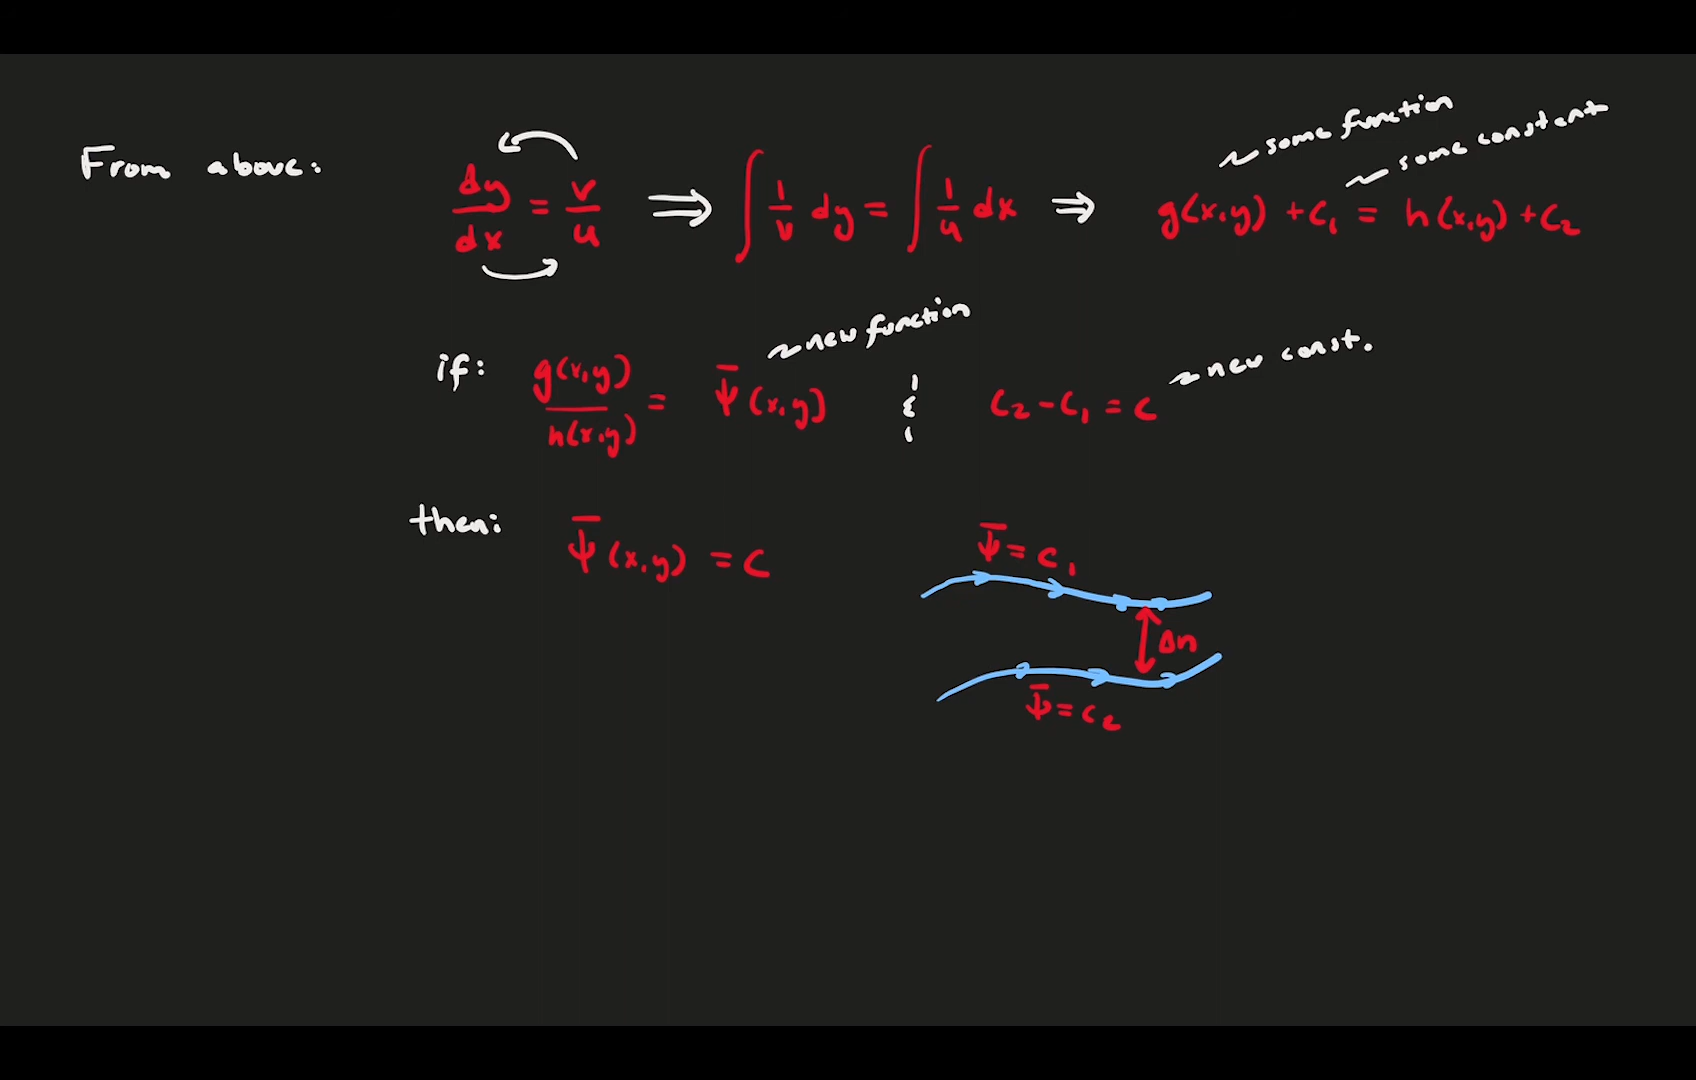 ~some function
~some constant
From above: dy/dx = v/u ⇒ ∫ 1/v dy = ∫ 1/u dx ⇒ g(x,y) + C₁ = h(x,y) + C₂
~new function
~new const.
if: g(x,y)/h(x,y) = Ψ̄(x,y) & C₂ - C₁ = C
then: Ψ̄(x,y) = C
Ψ̄ = C₁
Δn
Ψ̄ = C₂